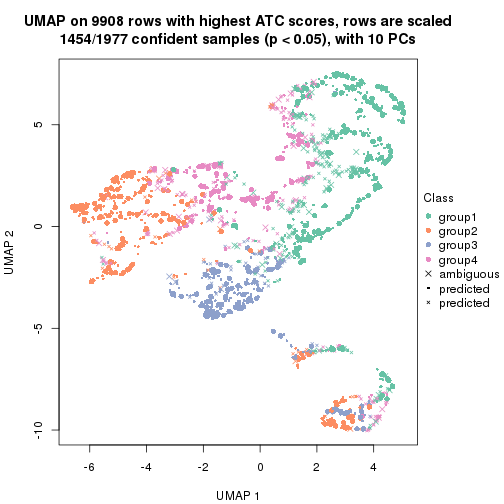 UMAP on 9908 rows with highest ATC scores, rows are scaled
1454/1977 confident samples (p < 0.05), with 10 PCs
UMAP 2
5
0
-5
-10
-6
-4
-2
0
2
4
UMAP 1
Class
group1
group2
group3
group4
ambiguous
predicted
predicted